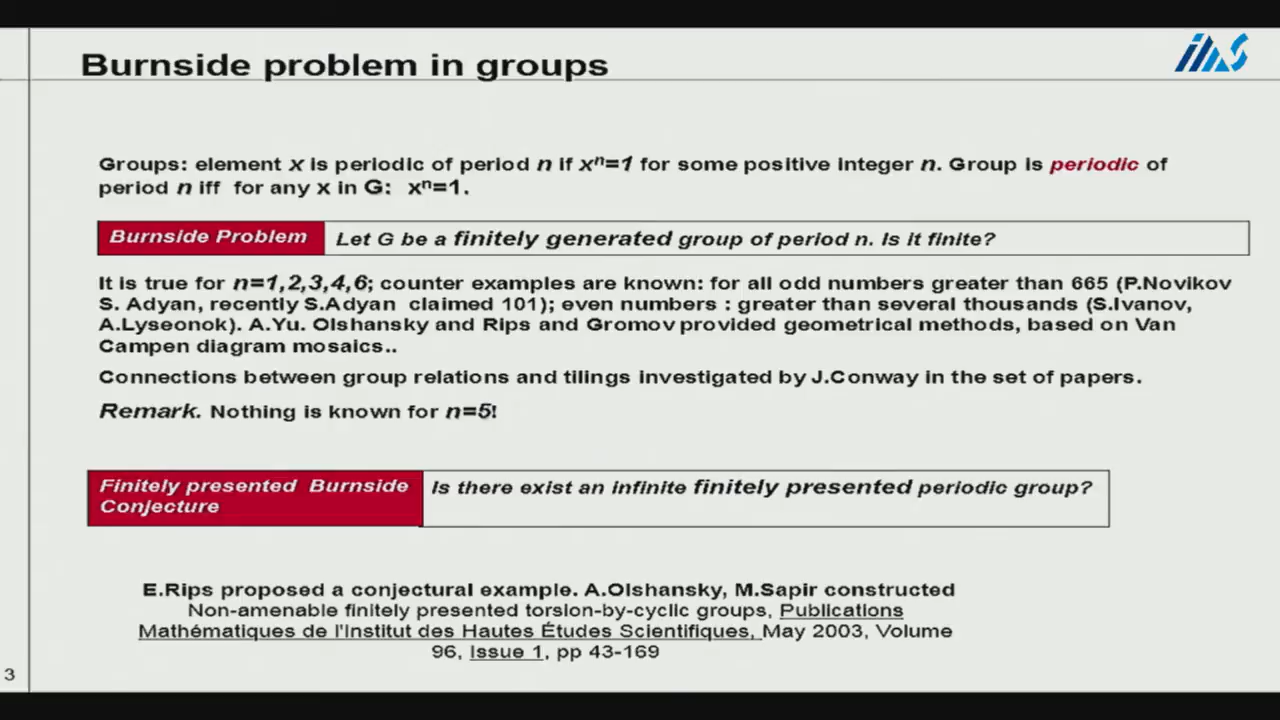 Burnside problem in groups
iMS
Groups: element x is periodic of period n if xⁿ=1 for some positive integer n. Group is periodic of
period n iff for any x in G: xⁿ=1.
Burnside Problem
Let G be a finitely generated group of period n. Is it finite?
It is true for n=1,2,3,4,6; counter examples are known: for all odd numbers greater than 665 (P.Novikov
S. Adyan, recently S.Adyan claimed 101); even numbers : greater than several thousands (S.Ivanov,
A.Lyseonok). A.Yu. Olshansky and Rips and Gromov provided geometrical methods, based on Van
Campen diagram mosaics..
Connections between group relations and tilings investigated by J.Conway in the set of papers.
Remark. Nothing is known for n=5!
Finitely presented Burnside
Conjecture
Is there exist an infinite finitely presented periodic group?
E.Rips proposed a conjectural example. A.Olshansky, M.Sapir constructed
Non-amenable finitely presented torsion-by-cyclic groups, Publications
Mathématiques de l'Institut des Hautes Études Scientifiques, May 2003, Volume
96, Issue 1, pp 43-169
3